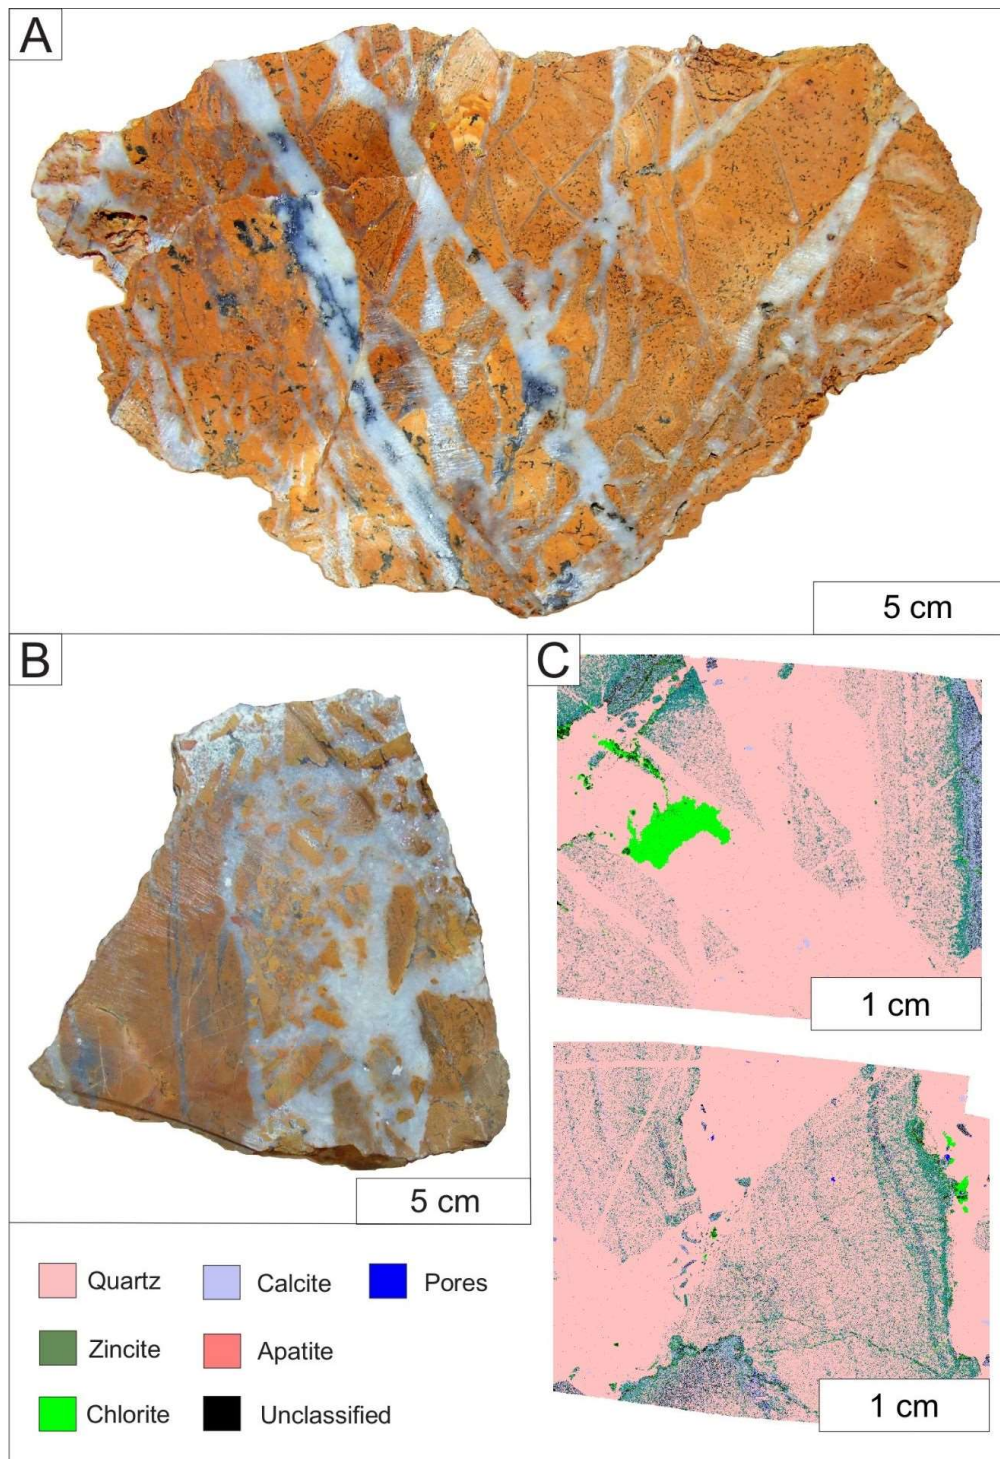 A
5 cm
B
C
5 cm
1 cm
1 cm
Quartz
Calcite
Pores
Zincite
Apatite
Chlorite
Unclassified